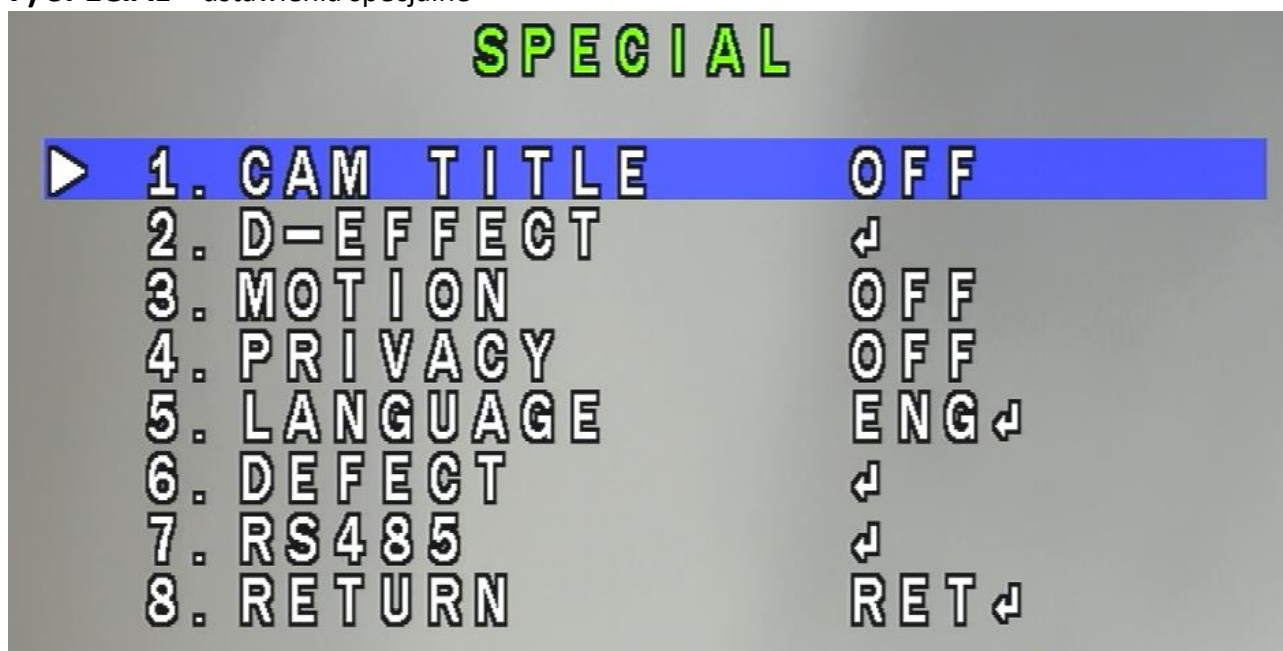 SPECIAL
1. CAM TITLE OFF
2. D-EFFECT ↲
3. MOTION OFF
4. PRIVACY OFF
5. LANGUAGE ENG↲
6. DEFECT ↲
7. RS485 ↲
8. RETURN RET↲